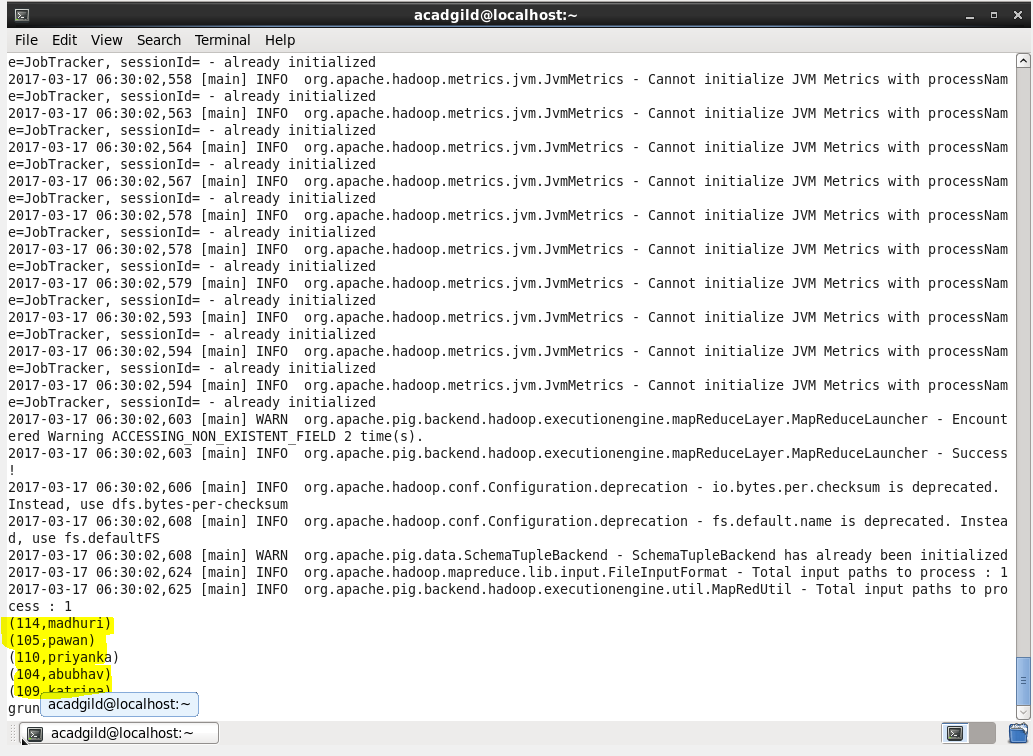 acadgild@localhost:~
File Edit View Search Terminal Help
e=JobTracker, sessionId= - already initialized
2017-03-17 06:30:02,558 [main] INFO  org.apache.hadoop.metrics.jvm.JvmMetrics - Cannot initialize JVM Metrics with processNam
e=JobTracker, sessionId= - already initialized
2017-03-17 06:30:02,563 [main] INFO  org.apache.hadoop.metrics.jvm.JvmMetrics - Cannot initialize JVM Metrics with processNam
e=JobTracker, sessionId= - already initialized
2017-03-17 06:30:02,564 [main] INFO  org.apache.hadoop.metrics.jvm.JvmMetrics - Cannot initialize JVM Metrics with processNam
e=JobTracker, sessionId= - already initialized
2017-03-17 06:30:02,567 [main] INFO  org.apache.hadoop.metrics.jvm.JvmMetrics - Cannot initialize JVM Metrics with processNam
e=JobTracker, sessionId= - already initialized
2017-03-17 06:30:02,578 [main] INFO  org.apache.hadoop.metrics.jvm.JvmMetrics - Cannot initialize JVM Metrics with processNam
e=JobTracker, sessionId= - already initialized
2017-03-17 06:30:02,578 [main] INFO  org.apache.hadoop.metrics.jvm.JvmMetrics - Cannot initialize JVM Metrics with processNam
e=JobTracker, sessionId= - already initialized
2017-03-17 06:30:02,579 [main] INFO  org.apache.hadoop.metrics.jvm.JvmMetrics - Cannot initialize JVM Metrics with processNam
e=JobTracker, sessionId= - already initialized
2017-03-17 06:30:02,593 [main] INFO  org.apache.hadoop.metrics.jvm.JvmMetrics - Cannot initialize JVM Metrics with processNam
e=JobTracker, sessionId= - already initialized
2017-03-17 06:30:02,594 [main] INFO  org.apache.hadoop.metrics.jvm.JvmMetrics - Cannot initialize JVM Metrics with processNam
e=JobTracker, sessionId= - already initialized
2017-03-17 06:30:02,594 [main] INFO  org.apache.hadoop.metrics.jvm.JvmMetrics - Cannot initialize JVM Metrics with processNam
e=JobTracker, sessionId= - already initialized
2017-03-17 06:30:02,603 [main] WARN  org.apache.pig.backend.hadoop.executionengine.mapReduceLayer.MapReduceLauncher - Encount
ered Warning ACCESSING_NON_EXISTENT_FIELD 2 time(s).
2017-03-17 06:30:02,603 [main] INFO  org.apache.pig.backend.hadoop.executionengine.mapReduceLayer.MapReduceLauncher - Success
!
2017-03-17 06:30:02,606 [main] INFO  org.apache.hadoop.conf.Configuration.deprecation - io.bytes.per.checksum is deprecated.
Instead, use dfs.bytes-per-checksum
2017-03-17 06:30:02,608 [main] INFO  org.apache.hadoop.conf.Configuration.deprecation - fs.default.name is deprecated. Instea
d, use fs.defaultFS
2017-03-17 06:30:02,608 [main] WARN  org.apache.pig.data.SchemaTupleBackend - SchemaTupleBackend has already been initialized
2017-03-17 06:30:02,624 [main] INFO  org.apache.hadoop.mapreduce.lib.input.FileInputFormat - Total input paths to process : 1
2017-03-17 06:30:02,625 [main] INFO  org.apache.pig.backend.hadoop.executionengine.util.MapRedUtil - Total input paths to pro
cess : 1
(114,madhuri)
(105,pawan)
(110,priyanka)
(104,abubhav)
(109,katrina)
grun
acadgild@localhost:~
acadgild@localhost:~